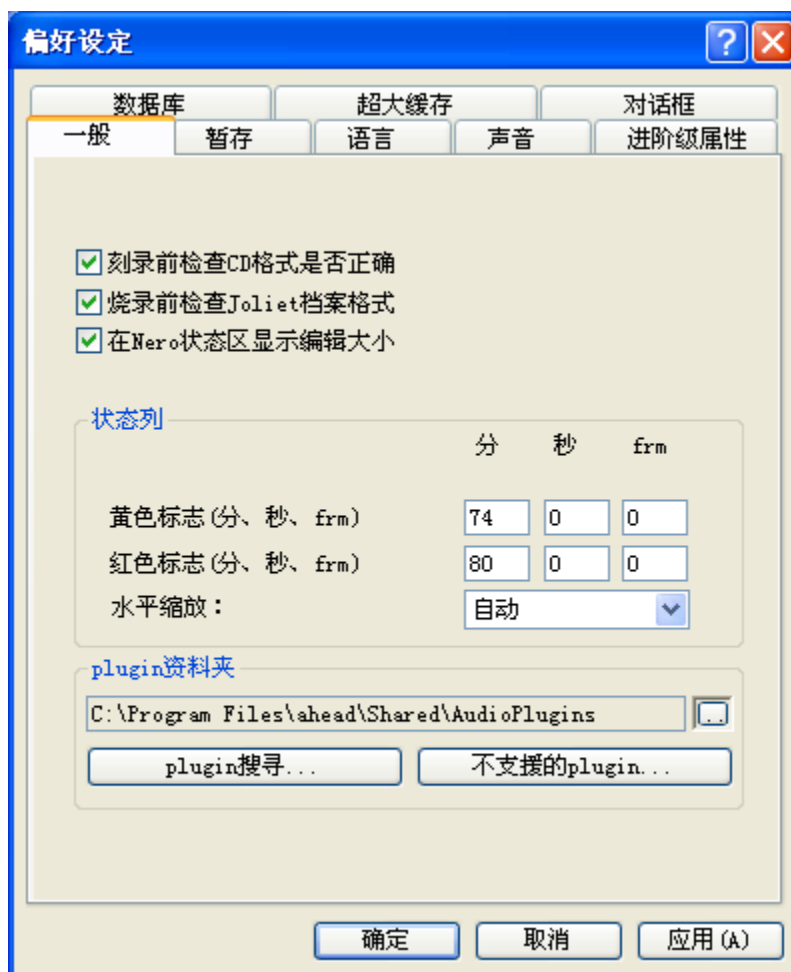 偏好设定
数据库 超大缓存 对话框
一般 暂存 语言 声音 进阶级属性
刻录前检查CD格式是否正确
烧录前检查Joliet档案格式
在Nero状态区显示编辑大小
状态列
分 秒 frm
黄色标志(分、秒、frm) 74 0 0
红色标志(分、秒、frm) 80 0 0
水平缩放： 自动
plugin资料夹
C:\Program Files\ahead\Shared\AudioPlugins ...
plugin搜寻... 不支援的plugin...
确定 取消 应用(A)